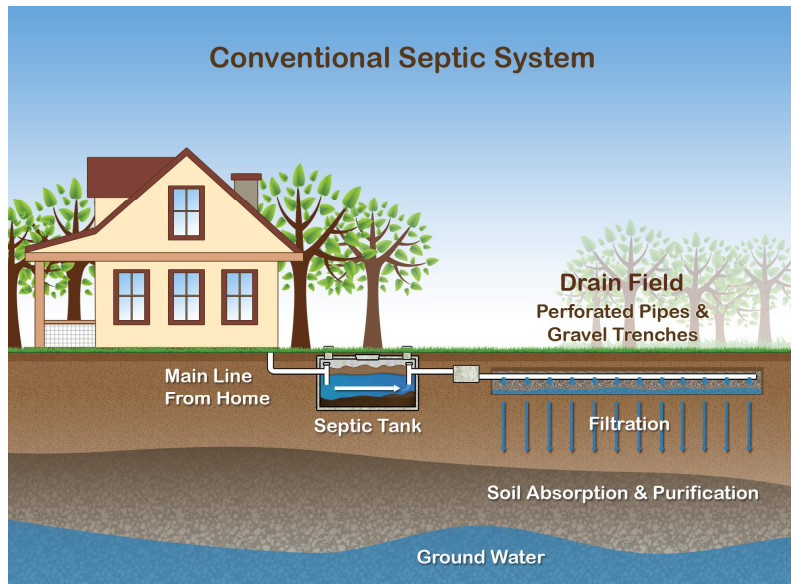 Conventional Septic System
Drain Field
Perforated Pipes &
Gravel Trenches
Main Line
From Home
Septic Tank
Filtration
Soil Absorption & Purification
Ground Water